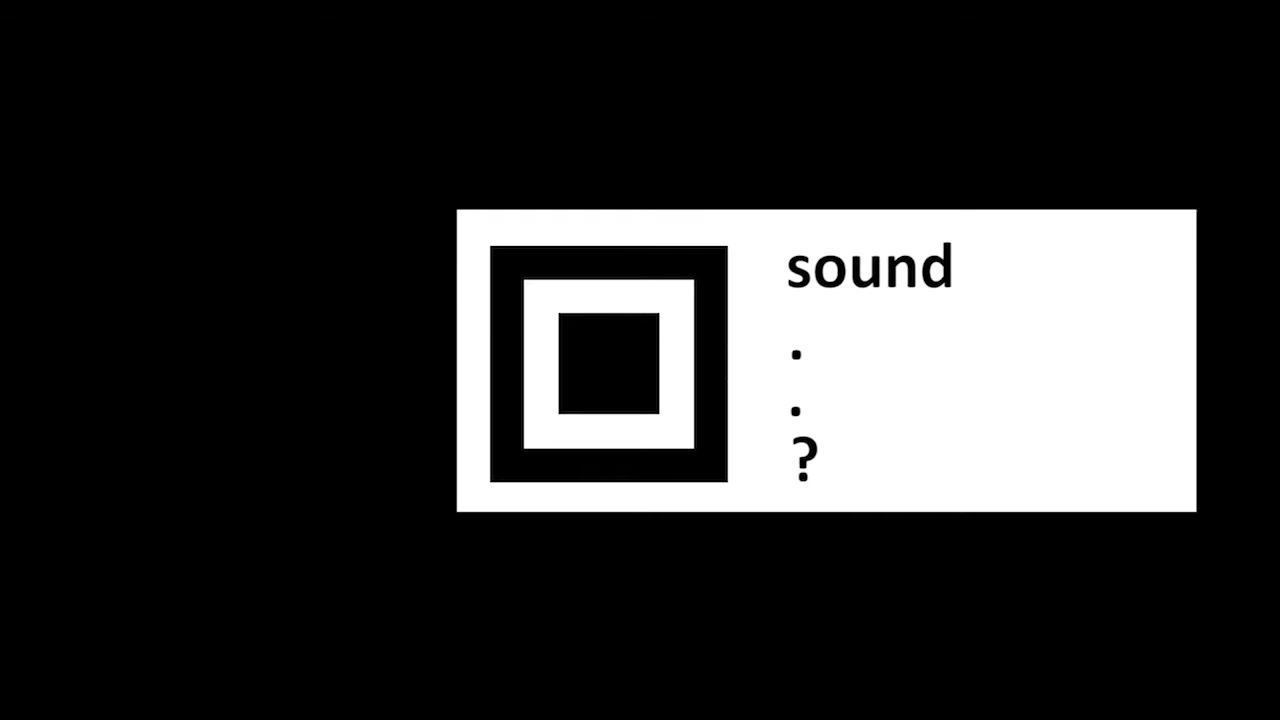 sound
.
.
?